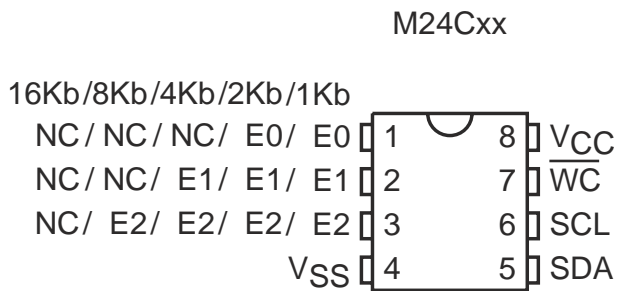 M24Cxx
16Kb/8Kb/4Kb/2Kb/1Kb
NC/ NC/ NC/ E0/ E0 1 8 VCC
NC/ NC/ E1/ E1/ E1 2 7 W̅C̅
NC/ E2/ E2/ E2/ E2 3 6 SCL
VSS 4 5 SDA